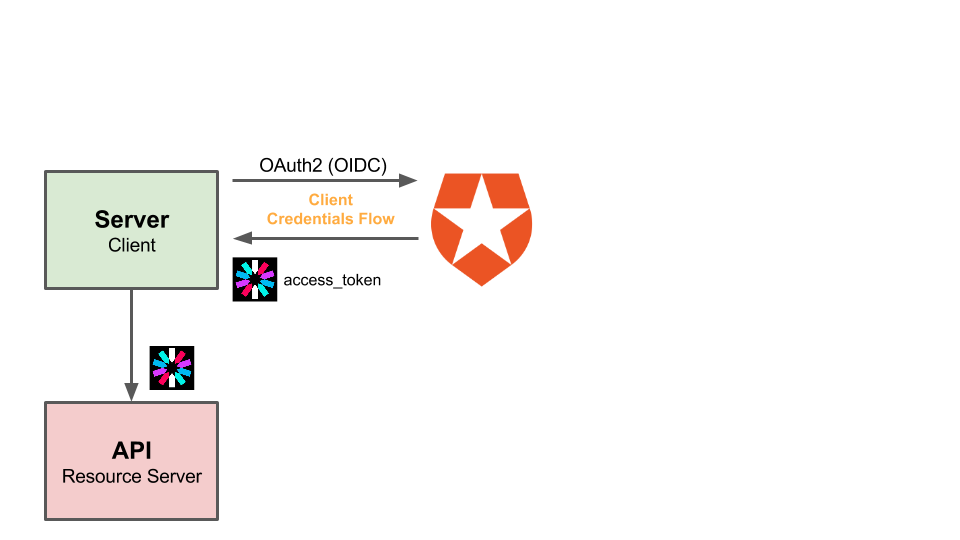 OAuth2 (OIDC)
Client
Credentials Flow
Server
Client
access_token
API
Resource Server